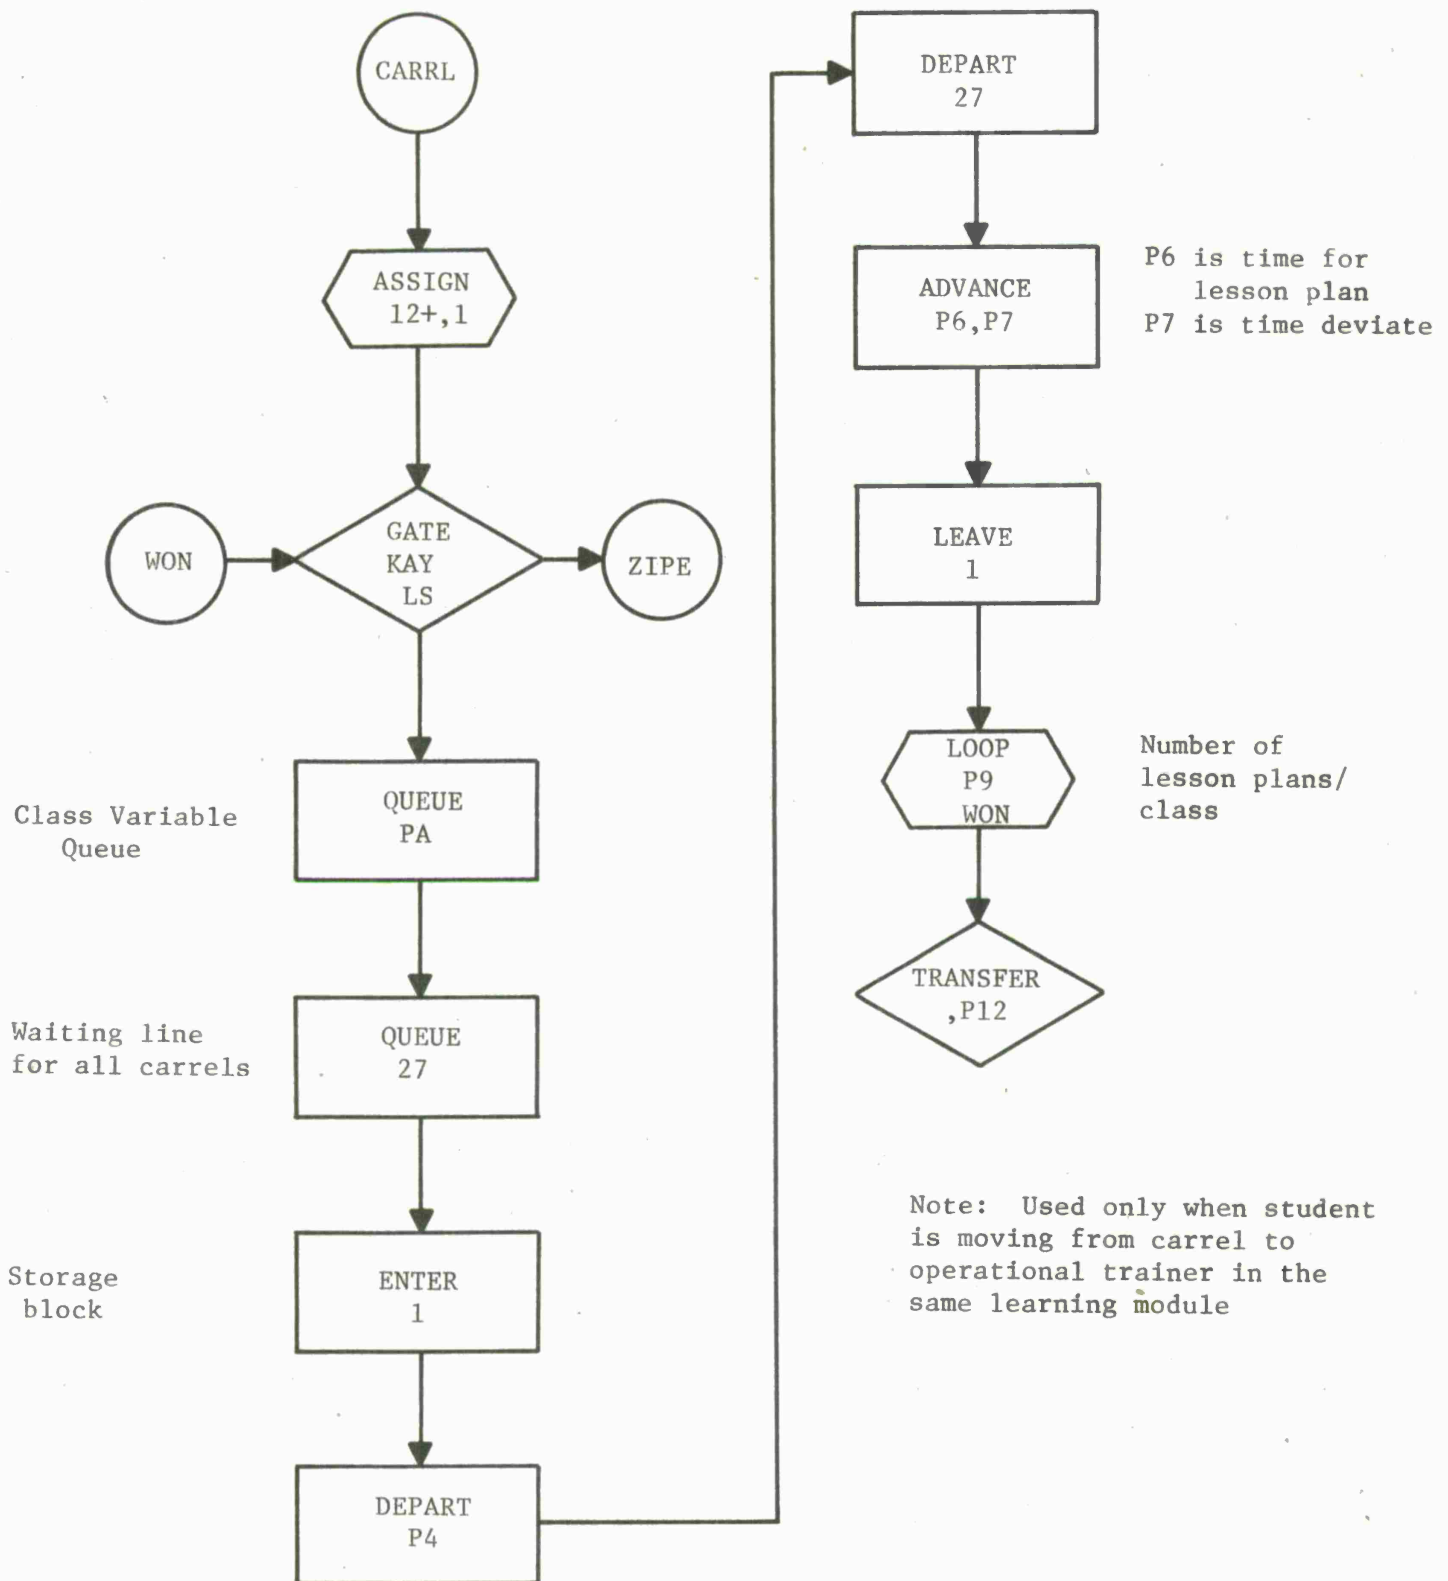 CARRL
ASSIGN
12+,1
WON
GATE
KAY
LS
ZIPE
Class Variable
Queue
QUEUE
PA
Waiting line
for all carrels
QUEUE
27
Storage
block
ENTER
1
DEPART
P4
DEPART
27
ADVANCE
P6,P7
P6 is time for
lesson plan
P7 is time deviate
LEAVE
1
LOOP
P9
WON
Number of
lesson plans/
class
TRANSFER
,P12
Note: Used only when student
is moving from carrel to
operational trainer in the
same learning module